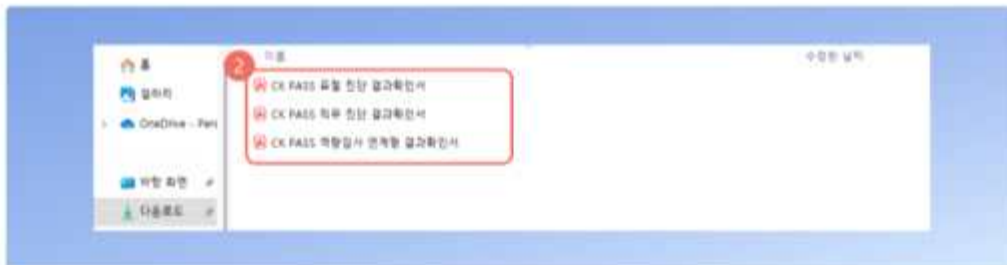 홈
갤러리
OneDrive - Pers
바탕 화면
다운로드
2
이름
수정한 날짜
CK PASS 유형 진단 결과확인서
CK PASS 직무 진단 결과확인서
CK PASS 역량검사 연계형 결과확인서